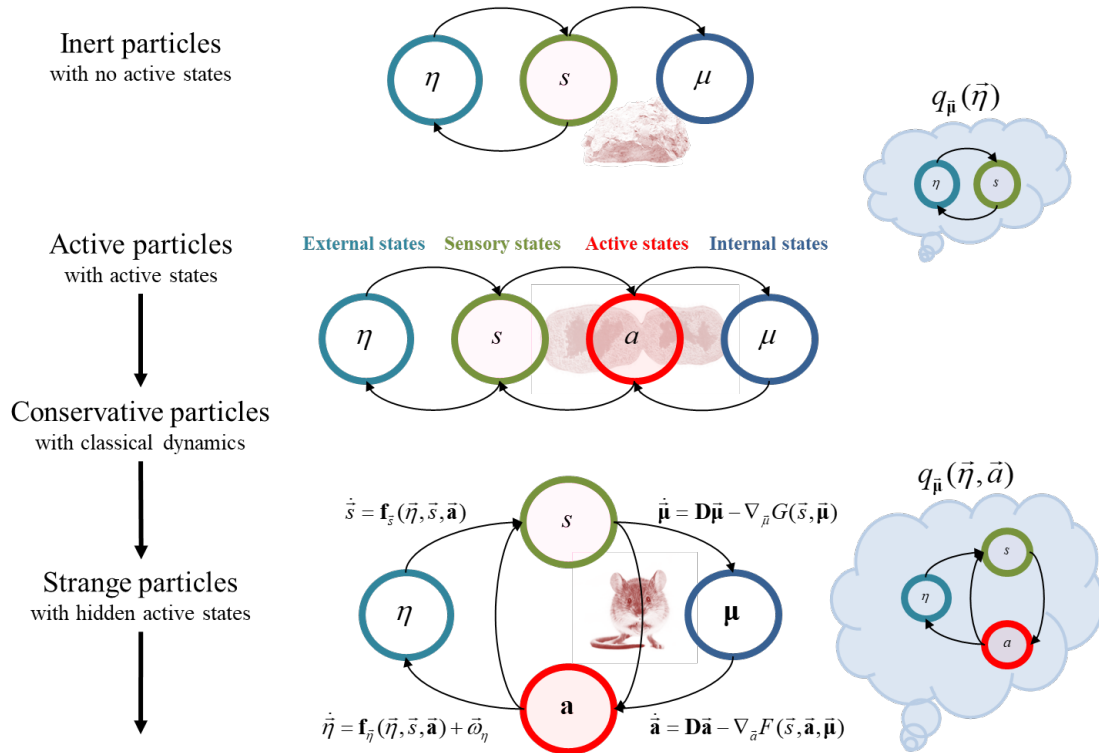 Inert particles
with no active states
η s μ
q_μ⃗(η⃗)
η s
Active particles
with active states
External states Sensory states Active states Internal states
η s a μ
Conservative particles
with classical dynamics
q_μ⃗(η⃗, a⃗)
s
η
a
Strange particles
with hidden active states
s⃗̇ = f_s⃗(η⃗, s⃗, a⃗)
s
μ⃗̇ = Dμ⃗ − ∇_μ⃗ G(s⃗, μ⃗)
η
μ
a
η⃗̇ = f_η⃗(η⃗, s⃗, a⃗) + ω⃗_η
a⃗̇ = Da⃗ − ∇_a⃗ F(s⃗, a⃗, μ⃗)